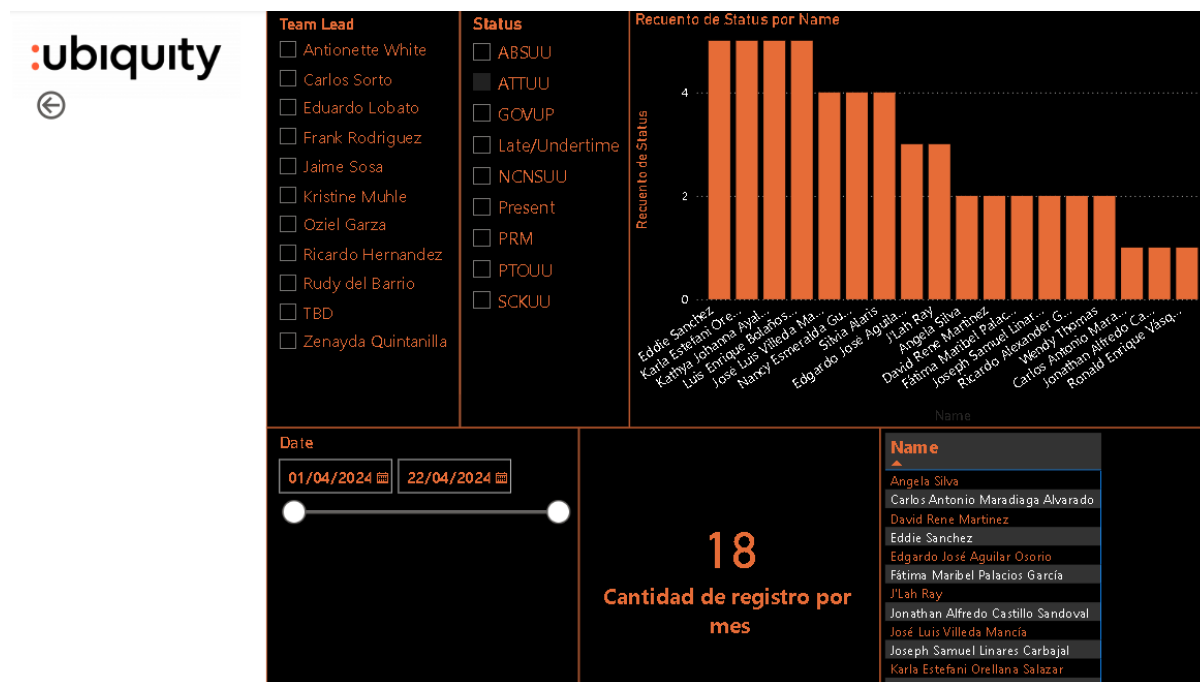 :ubiquity
Team Lead
Antionette White
Carlos Sorto
Eduardo Lobato
Frank Rodriguez
Jaime Sosa
Kristine Muhle
Oziel Garza
Ricardo Hernandez
Rudy del Barrio
TBD
Zenayda Quintanilla
Status
ABSUU
ATTUU
GOVUP
Late/Undertime
NCNSUU
Present
PRM
PTOUU
SCKUU
Recuento de Status por Name
Recuento de Status
4
2
0
Eddie Sanchez
Karla Estefani Ore...
Kathya Johanna Ayal...
Luis Enrique Bolaños...
José Luis Villeda Ma...
Nancy Esmeralda Gu...
Silvia Alaris
Edgardo José Aguila...
J'Lah Ray
Angela Silva
David Rene Martinez
Fátima Maribel Palac...
Joseph Samuel Linar...
Ricardo Alexander G...
Wendy Thomas
Carlos Antonio Mara...
Jonathan Alfredo Ca...
Ronald Enrique Vasq...
Name
Date
01/04/2024
22/04/2024
18
Cantidad de registro por
mes
Name
Angela Silva
Carlos Antonio Maradiaga Alvarado
David Rene Martinez
Eddie Sanchez
Edgardo José Aguilar Osorio
Fátima Maribel Palacios García
J'Lah Ray
Jonathan Alfredo Castillo Sandoval
José Luis Villeda Mancía
Joseph Samuel Linares Carbajal
Karla Estefani Orellana Salazar